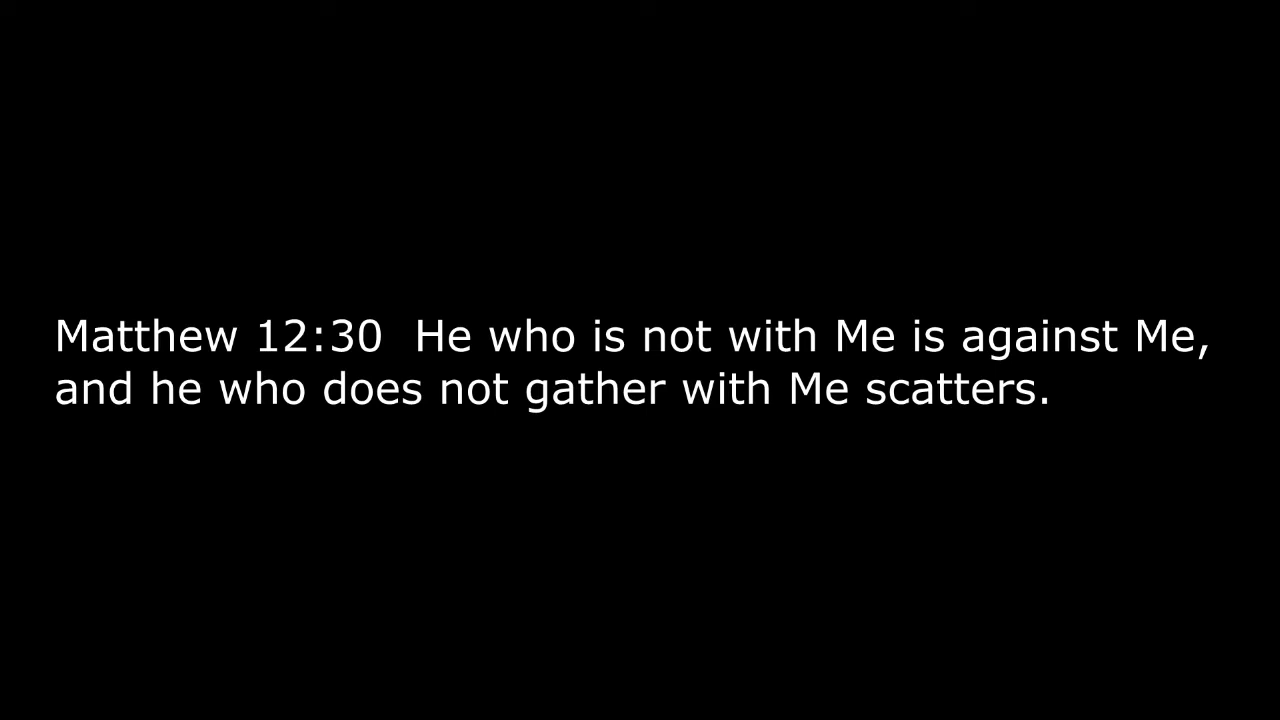 Matthew 12:30  He who is not with Me is against Me,
and he who does not gather with Me scatters.